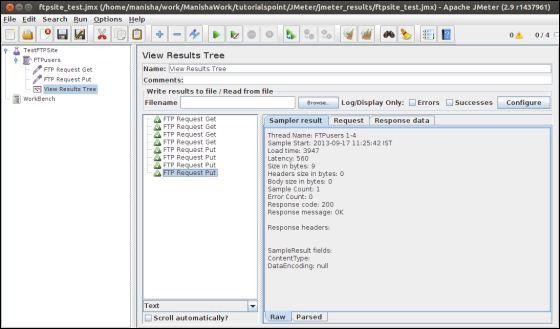 ftpsite_test.jmx (/home/manisha/work/ManishaWork/tutorialspoint/JMeter/jmeter_results/ftpsite_test.jmx) - Apache JMeter (2.9 r1437961)
File Edit Search Run Options Help
0 0 / 4
TestFTPSite
FTPusers
FTP Request Get
FTP Request Put
View Results Tree
WorkBench
View Results Tree
Name: View Results Tree
Comments:
Write results to file / Read from file
Filename Browse... Log/Display Only: Errors Successes Configure
FTP Request Get
FTP Request Get
FTP Request Get
FTP Request Get
FTP Request Put
FTP Request Put
FTP Request Put
FTP Request Put
Text
Scroll automatically?
Sampler result Request Response data
Thread Name: FTPusers 1-4
Sample Start: 2013-09-17 11:25:42 IST
Load time: 3947
Latency: 560
Size in bytes: 9
Headers size in bytes: 0
Body size in bytes: 0
Sample Count: 1
Error Count: 0
Response code: 200
Response message: OK
Response headers:
SampleResult fields:
ContentType:
DataEncoding: null
Raw Parsed